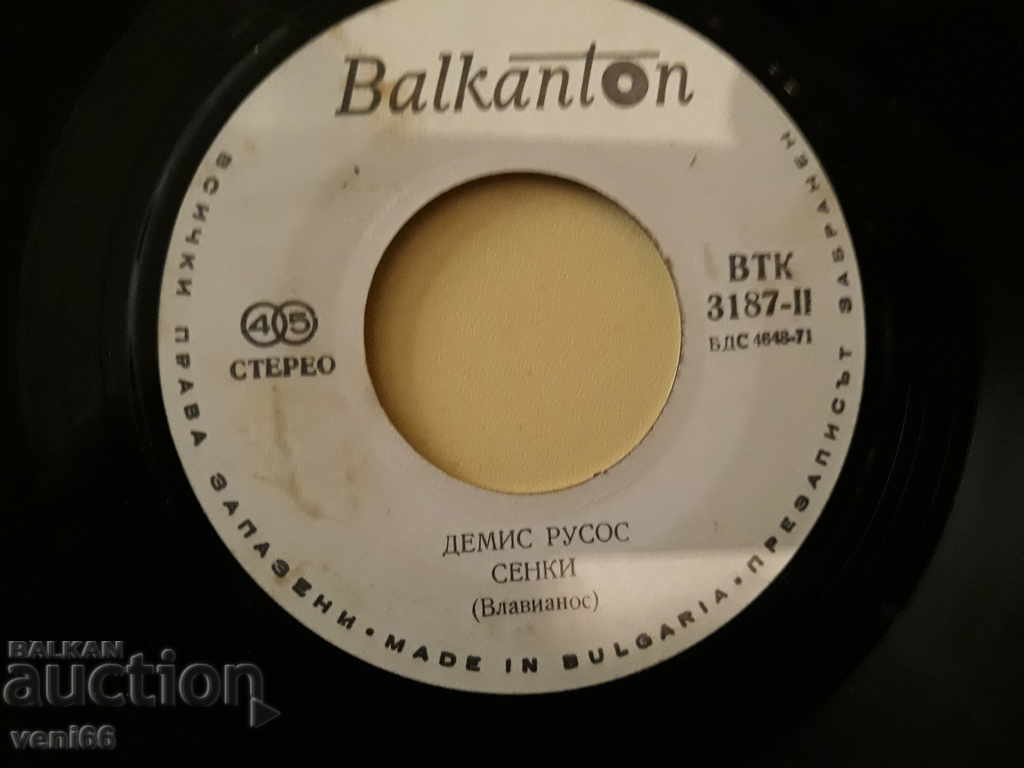 Balkanton
ВСИЧКИ ПРАВА ЗАПАЗЕНИ • MADE IN BULGARIA • ПРЕЗАПИСЪТ ЗАБРАНЕН
45
СТЕРЕО
ВТК
3187-II
БДС 4648-71
ДЕМИС РУСОС
СЕНКИ
(Влавианос)
BALKAN
auction
veni66